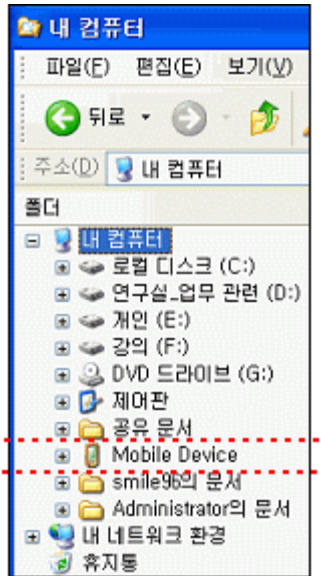 내 컴퓨터
파일(F) 편집(E) 보기(V)
뒤로
주소(D) 내 컴퓨터
폴더
내 컴퓨터
로컬 디스크 (C:)
연구실_업무 관련 (D:)
개인 (E:)
강의 (F:)
DVD 드라이브 (G:)
제어판
공유 문서
Mobile Device
smile96의 문서
Administrator의 문서
내 네트워크 환경
휴지통